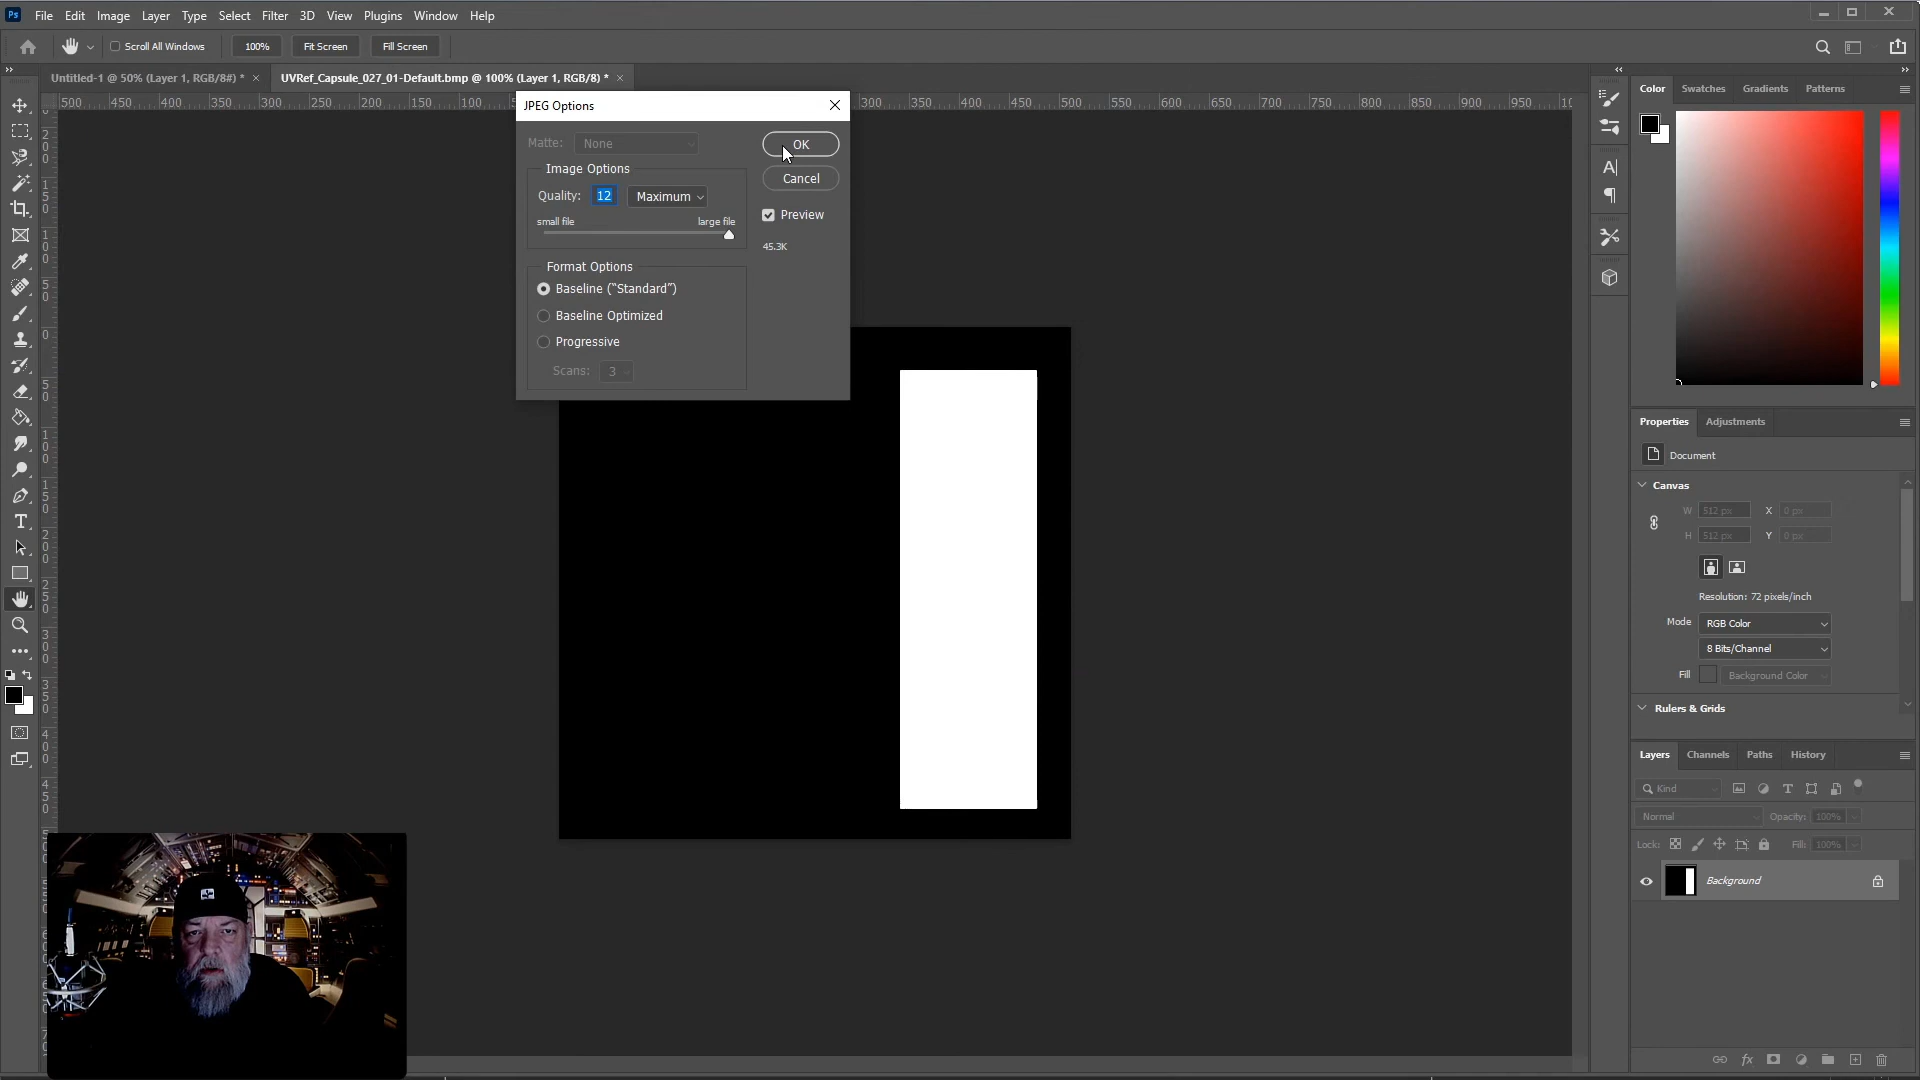 Ps File Edit Image Layer Type Select Filter 3D View Plugins Window Help
Scroll All Windows 100% Fit Screen Fill Screen
Untitled-1 @ 50% (Layer 1, RGB/8#) * × UVRef_Capsule_027_01-Default.bmp @ 100% (Layer 1, RGB/8) * ×
500 450 400 350 300 250 200 150 100 300 350 400 450 500 550 600 650 700 750 800 850 900 950
JPEG Options
Matte: None
OK
Image Options
Cancel
Quality: 12 Maximum
Preview
small file large file
45.3K
Format Options
Baseline (“Standard”)
Baseline Optimized
Progressive
Scans: 3
Color Swatches Gradients Patterns
Properties Adjustments
Document
Canvas
W 512 px X 0 px
H 512 px Y 0 px
Resolution: 72 pixels/inch
Mode RGB Color
8 Bits/Channel
Fill Background Color
Rulers & Grids
Layers Channels Paths History
Kind
Normal Opacity: 100%
Lock: Fill: 100%
Background
fx